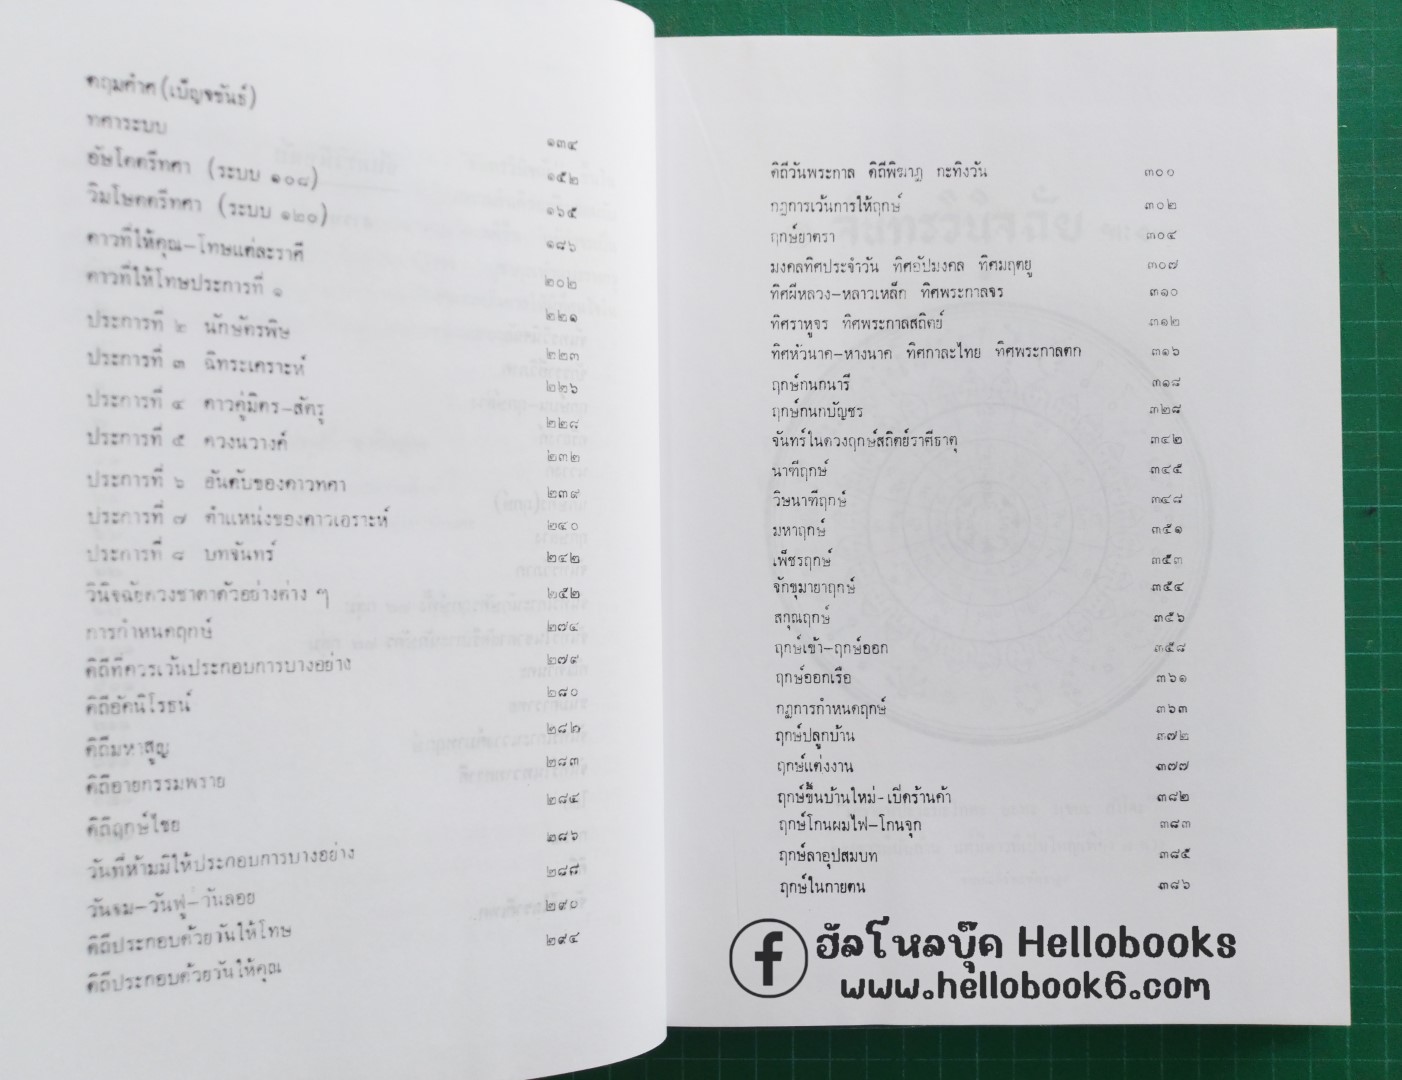 ทศาระบบ ๑๓๔
อัษโตตรีทศา (ระบบ ๑๐๘) ๑๕๒
วิมโษตตรีทศา (ระบบ ๑๒๐) ๑๖๕
ดาวที่ให้คุณ-โทษแต่ละราศี ๑๘๖
ดาวที่ให้โทษประการที่ ๑ ๒๐๒
ประการที่ ๒ นักษัตรพิษ ๒๒๑
ประการที่ ๓ ฉิทระเคราะห์ ๒๒๓
ประการที่ ๔ ดาวคู่มิตร-สัตรู ๒๒๖
ประการที่ ๕ ดวงนวางค์ ๒๒๘
ประการที่ ๖ อันดับของดาวทศา ๒๓๒
ประการที่ ๗ ตำแหน่งของดาวเอราะห์ ๒๓๙
ประการที่ ๘ บทจันทร์ ๒๔๐
วินิจฉัยดวงชาตาตัวอย่างต่าง ๆ ๒๔๒
การกำหนดฤกษ์ ๒๕๒
ดิถีที่ควรเว้นประกอบการบางอย่าง ๒๗๔
ดิถีอัคนิโรธน์ ๒๗๙
ดิถีมหาสูญ ๒๘๐
ดิถีอายกรรมพราย ๒๘๒
ดิถีฤกษ์ไชย ๒๘๓
วันที่ห้ามมิให้ประกอบการบางอย่าง ๒๘๔
วันจม-วันฟู-วันลอย ๒๘๖
ดิถีประกอบด้วยวันให้โทษ ๒๘๘
ดิถีประกอบด้วยวันให้คุณ ๒๙๐
๒๙๔
ดิถีวันพระกาล ดิถีพิฆาฏ กะทิงวัน ๓๐๐
กฎการเว้นการให้ฤกษ์ ๓๐๒
ฤกษ์ยาตรา ๓๐๔
มงคลทิศประจำวัน ทิศอัปมงคล ทิศมฤตยู ๓๐๗
ทิศผีหลวง-หลาวเหล็ก ทิศพระกาลจร ๓๑๐
ทิศราหูจร ทิศพระกาลสถิตย์ ๓๑๒
ทิศหัวนาค-หางนาค ทิศกาละไทย ทิศพระกาลตก ๓๑๖
ฤกษ์กนกนารี ๓๑๘
ฤกษ์กนกบัญชร ๓๒๘
จันทร์ในดวงฤกษ์สถิตย์ราศีธาตุ ๓๔๒
นาฑีฤกษ์ ๓๔๕
วิษนาฑีฤกษ์ ๓๔๘
มหาฤกษ์ ๓๕๑
เพ็ชรฤกษ์ ๓๕๓
จักขุมายาฤกษ์ ๓๕๔
สกุณฤกษ์ ๓๕๖
ฤกษ์เข้า-ฤกษ์ออก ๓๕๘
ฤกษ์ออกเรือ ๓๖๑
กฎการกำหนดฤกษ์ ๓๖๓
ฤกษ์ปลูกบ้าน ๓๗๒
ฤกษ์แต่งงาน ๓๗๗
ฤกษ์ขึ้นบ้านใหม่-เปิดร้านค้า ๓๘๒
ฤกษ์โกนผมไฟ-โกนจุก ๓๘๓
ฤกษ์ลาอุปสมบท ๓๘๕
ฤกษ์ในกายตน ๓๘๖
ฮัลโหลบุ๊ค Hellobooks
www.hellobook6.com